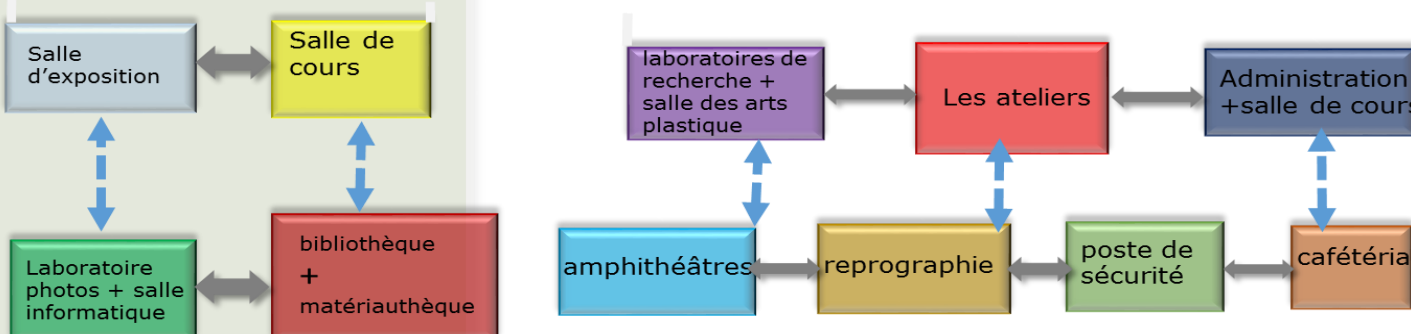 Salle
d'exposition
Salle de
cours
Laboratoire
photos + salle
informatique
bibliothèque
+
matériauthèque
laboratoires de
recherche +
salle des arts
plastique
Les ateliers
Administration
+salle de cours
amphithéâtres
reprographie
poste de
sécurité
cafétéria